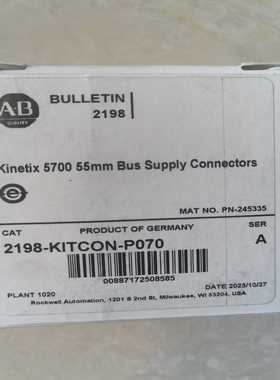 AB
QUALITY
BULLETIN
2198
Kinetix 5700 55mm Bus Supply Connectors
MAT NO. PN-245335
CAT
PRODUCT OF GERMANY
SER
2198-KITCON-P070
A
00887172508585
PLANT 1020
DATE 2023/10/27
Rockwell Automation, 1201 S 2nd St, Milwaukee, WI 53204, USA